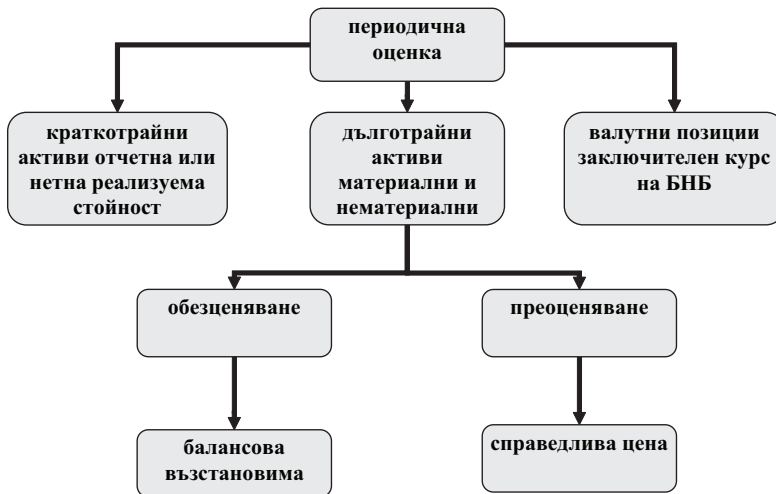 периодична
оценка
краткотрайни
активи отчетна или
нетна реализуема
стойност
дълготрайни
активи
материални и
нематериални
валутни позиции
заключителен курс
на БНБ
обезценяване
преоценяване
балансова
възстановима
справедлива цена